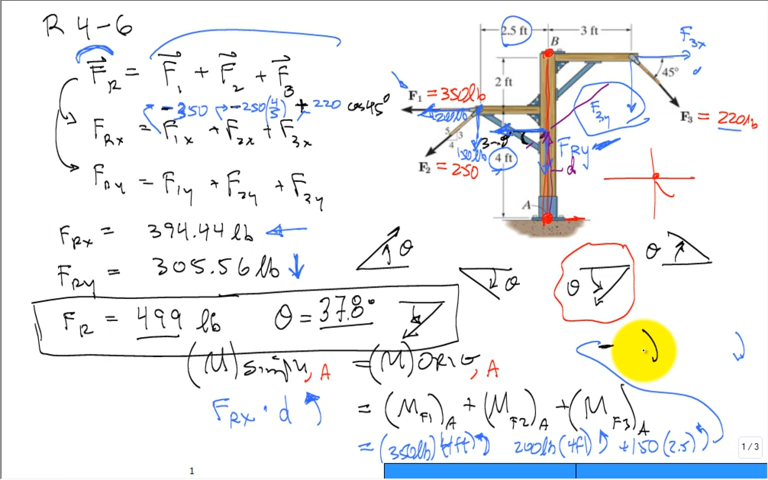 R 4-6
F_R = F_1 + F_2 + F_3
-350 -250(4/5) +220 cos45°
F_Rx = F_1x + F_2x + F_3x
F_Ry = F_1y + F_2y + F_3y
F_Rx = 394.44 lb ←
F_Ry = 305.56 lb ↓
F_R = 499 lb θ = 37.8°
2.5 ft 3 ft
B
F_3x
2 ft
45°
F_1 = 350lb
F_3y
F_3 = 220lb
200lb
5 4 3
150lb
F_Ry
F_2 = 250
4 ft
d
A
θ θ θ θ
(M)simp, A = (M)ORIG, A
F_Rx · d = (M_F1)_A + (M_F2)_A + (M_F3)_A
= (350lb)(4ft) 200lb(4ft) +150(2.5)
1
1/3